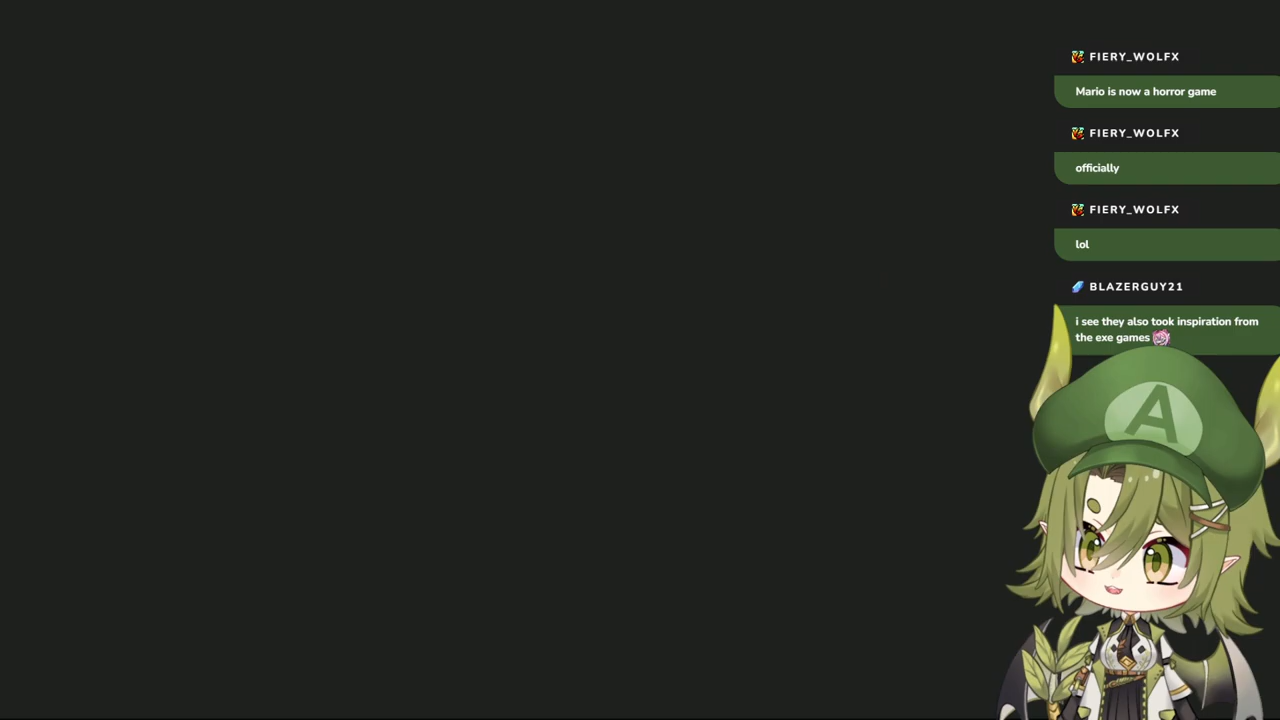 FIERY_WOLFX
Mario is now a horror game
FIERY_WOLFX
officially
FIERY_WOLFX
lol
BLAZERGUY21
i see they also took inspiration from
the exe games
A